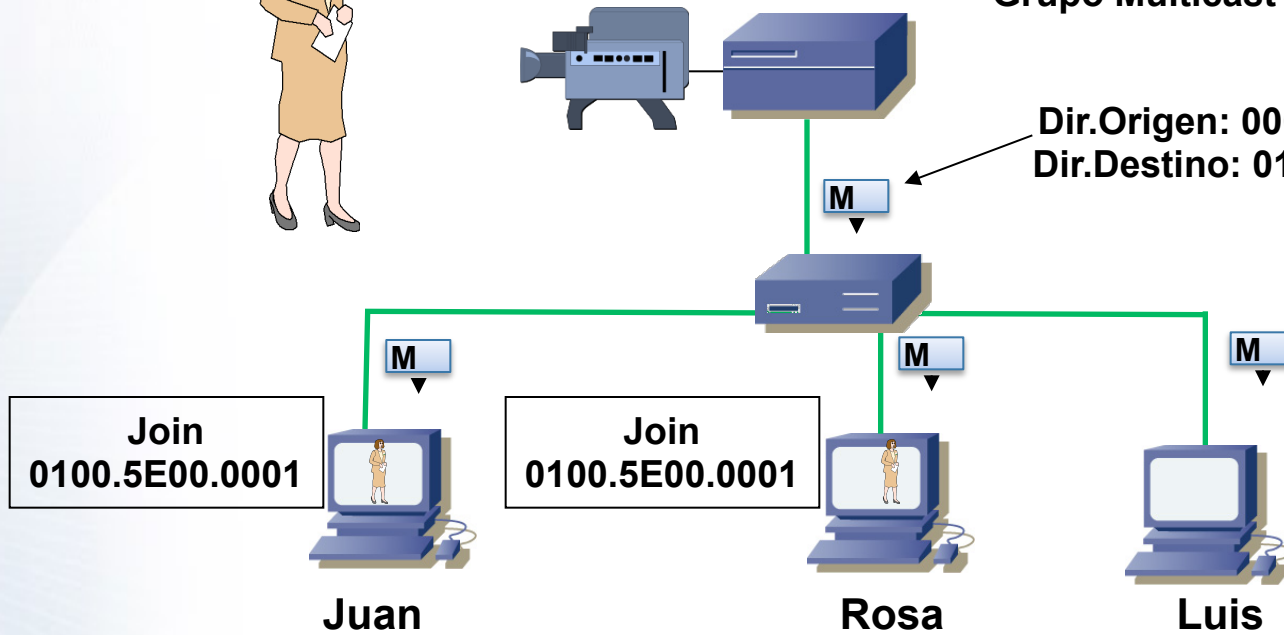 Grupo Multicast
Dir.Origen: 00
Dir.Destino: 01
M
M
M
M
Join
0100.5E00.0001
Join
0100.5E00.0001
Juan
Rosa
Luis